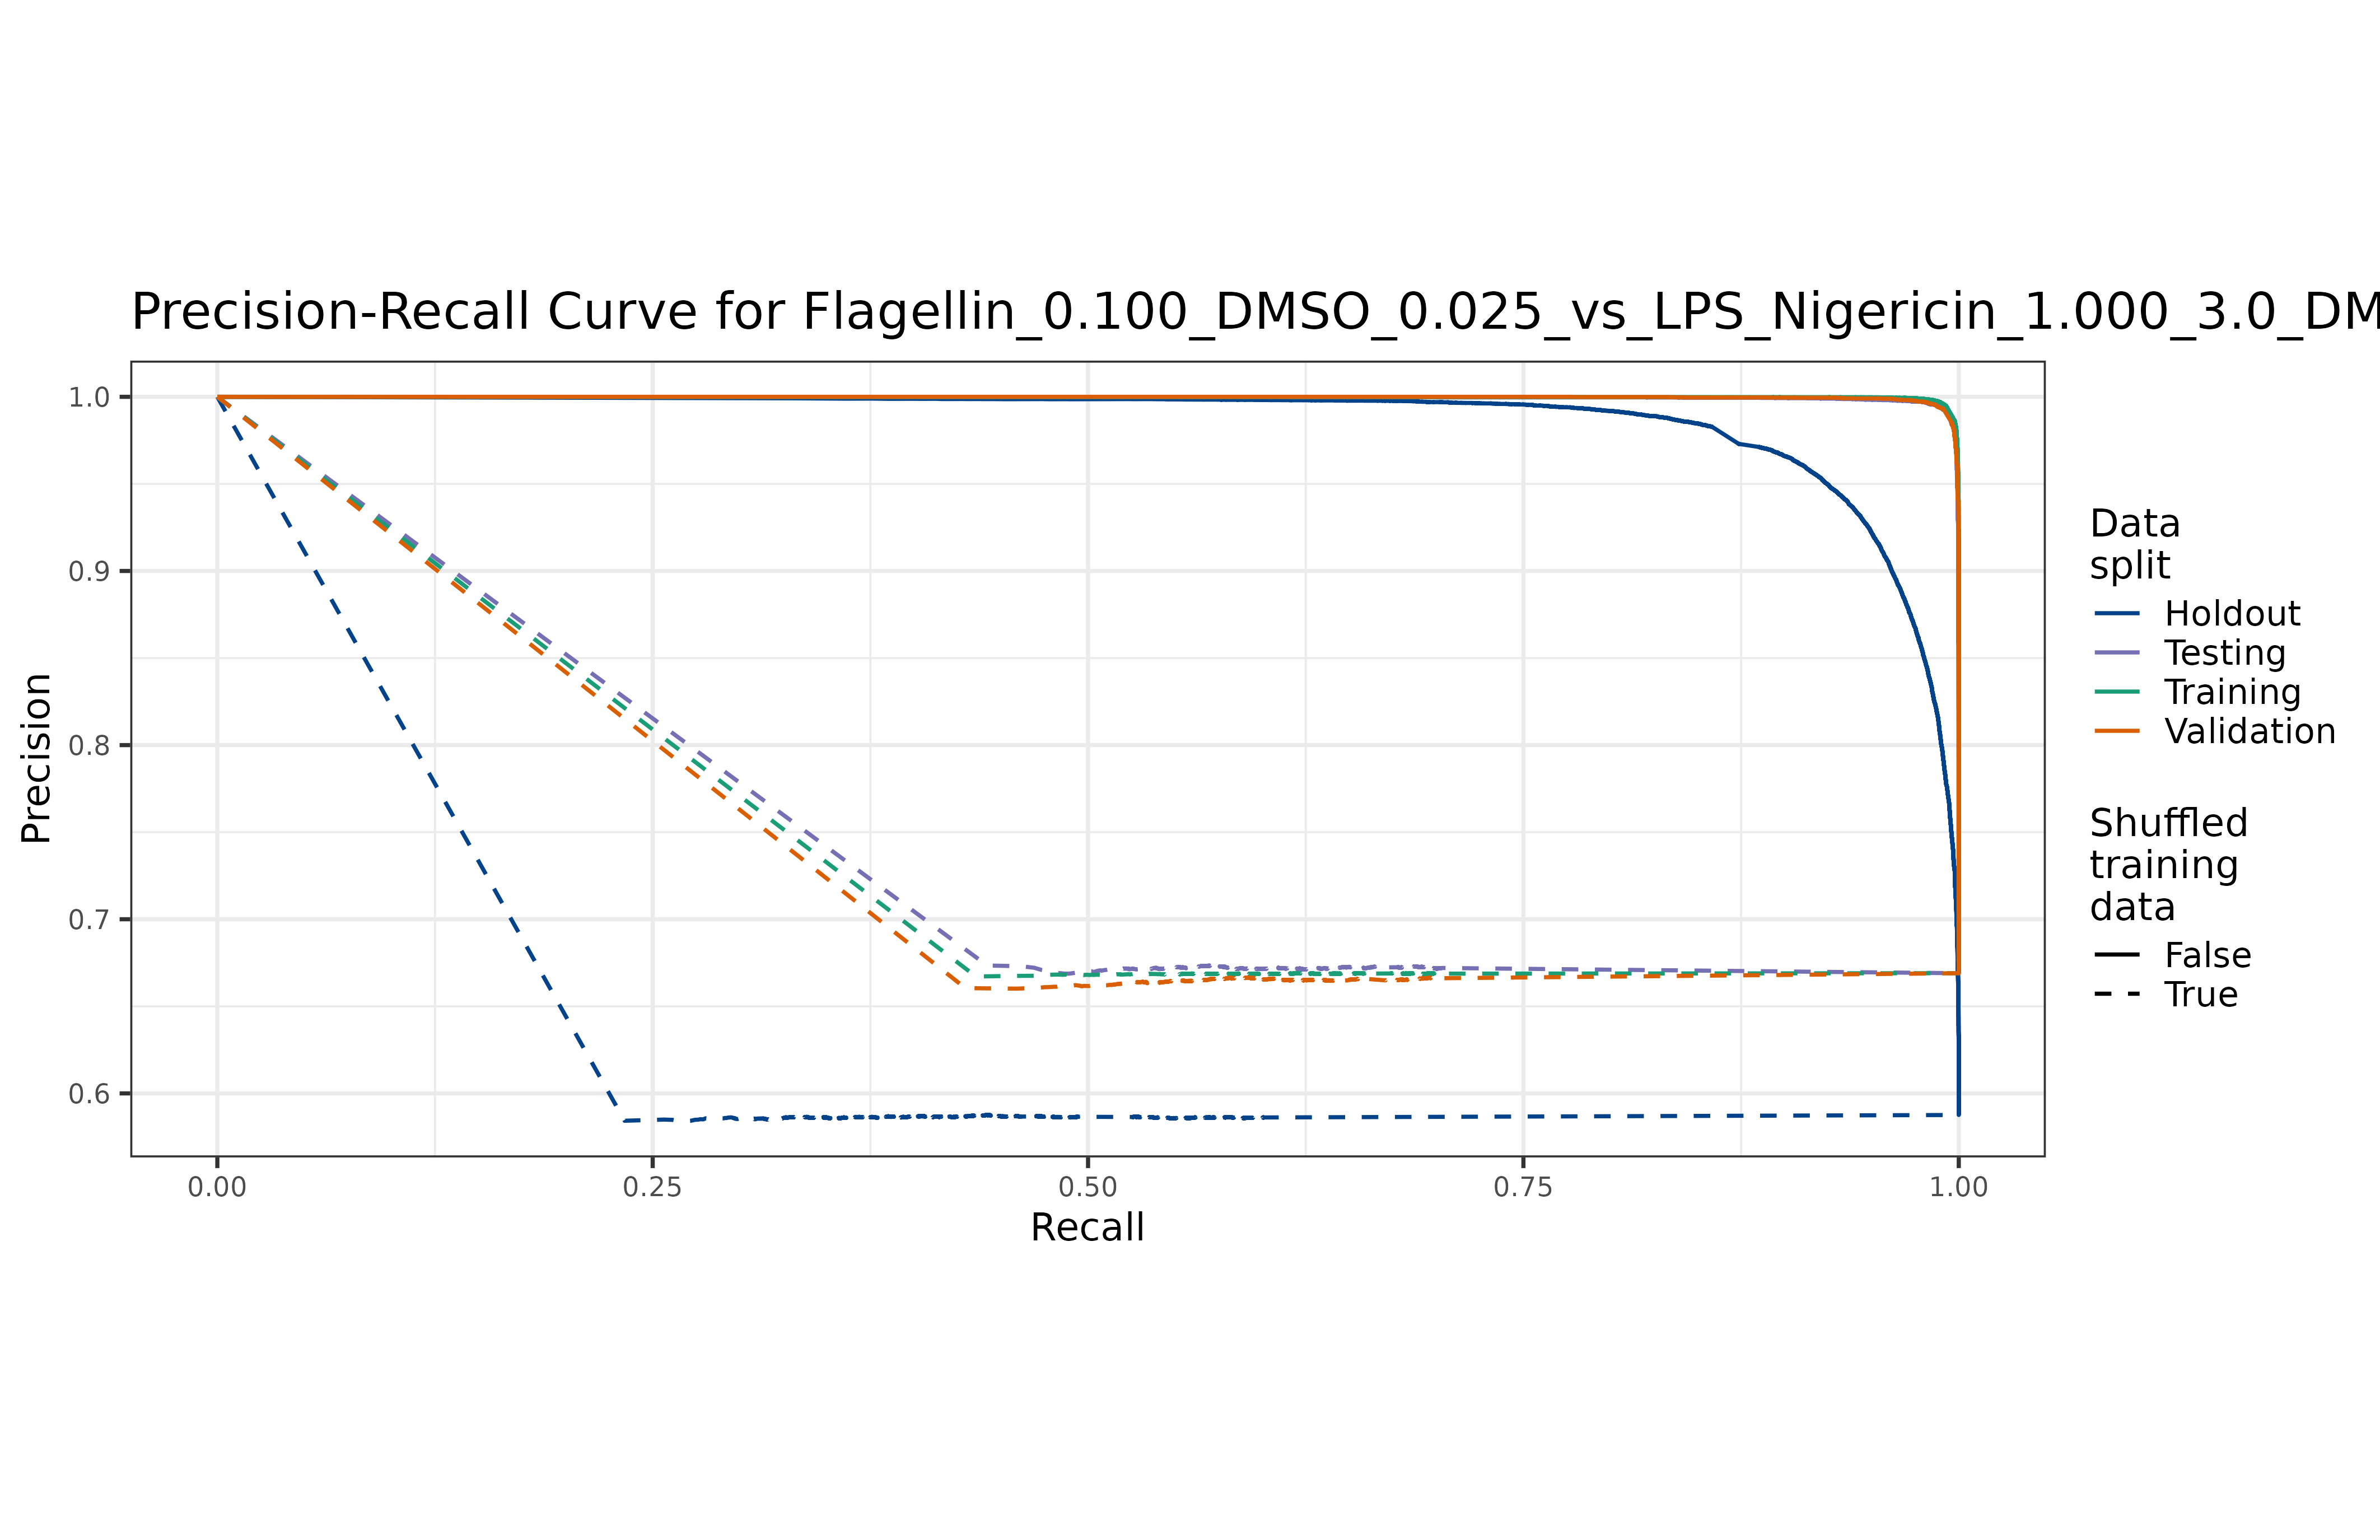 Precision-Recall Curve for Flagellin_0.100_DMSO_0.025_vs_LPS_Nigericin_1.000_3.0_DM
Precision
1.0
0.9
0.8
0.7
0.6
0.00
0.25
0.50
0.75
1.00
Recall
Data
split
Holdout
Testing
Training
Validation
Shuffled
training
data
False
True